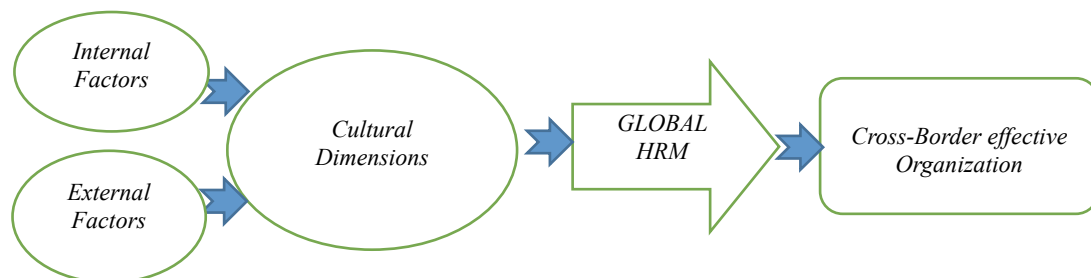 Internal
Factors
External
Factors
Cultural
Dimensions
GLOBAL
HRM
Cross-Border effective
Organization